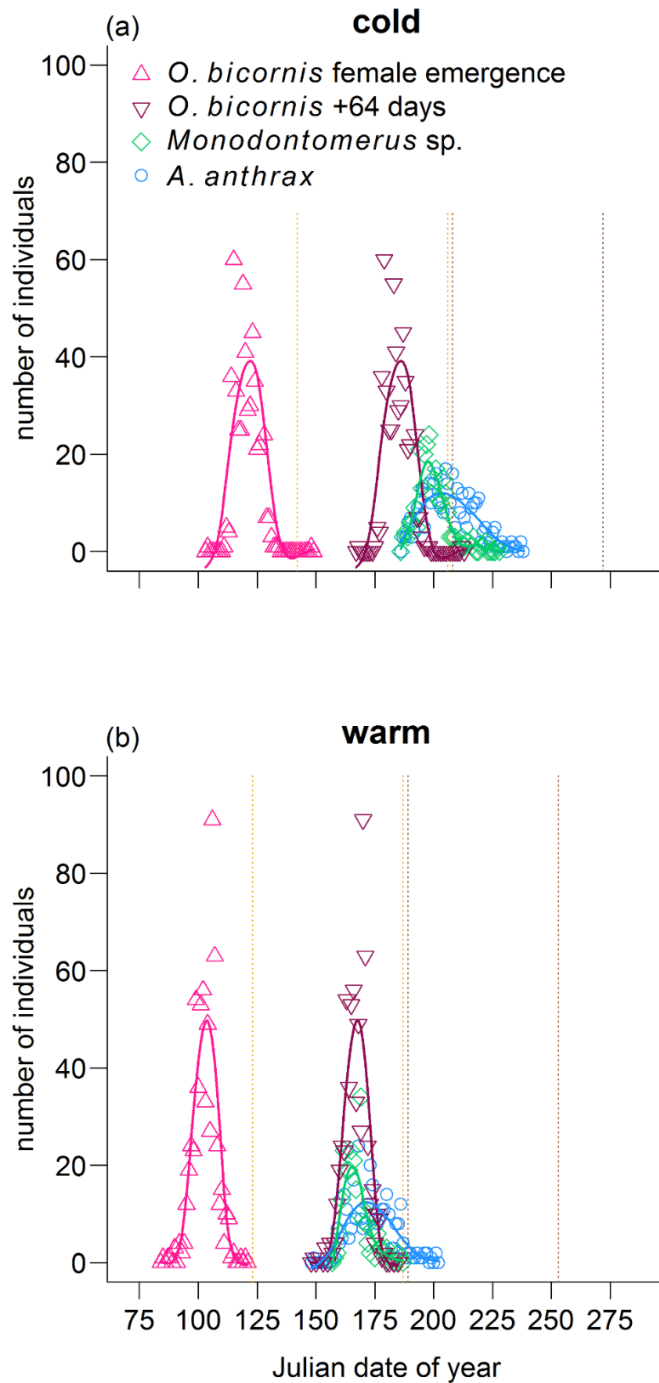 (a) cold
100
O. bicornis female emergence
O. bicornis +64 days
80
Monodontomerus sp.
A. anthrax
60
40
20
0
number of individuals
(b) warm
100
80
60
40
20
0
number of individuals
75 100 125 150 175 200 225 250 275
Julian date of year